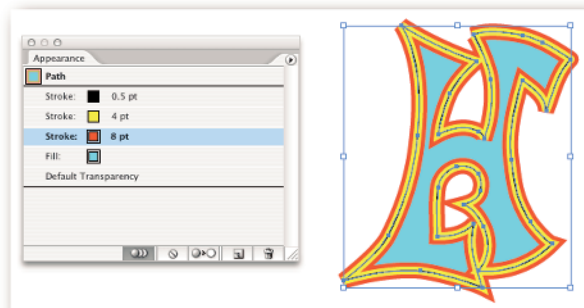 Appearance
Path
Stroke: 0.5 pt
Stroke: 4 pt
Stroke: 8 pt
Fill:
Default Transparency